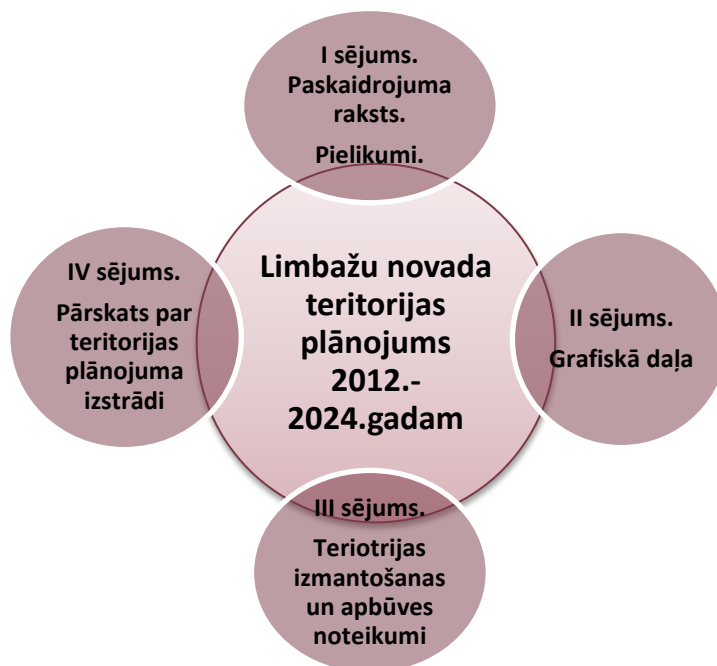 I sējums.
Paskaidrojuma
raksts.
Pielikumi.
IV sējums.
Pārskats par
teritorijas
plānojuma
izstrādi
Limbažu novada
teritorijas
plānojums
2012.-
2024.gadam
II sējums.
Grafiskā daļa
III sējums.
Teriotrijas
izmantošanas
un apbūves
noteikumi